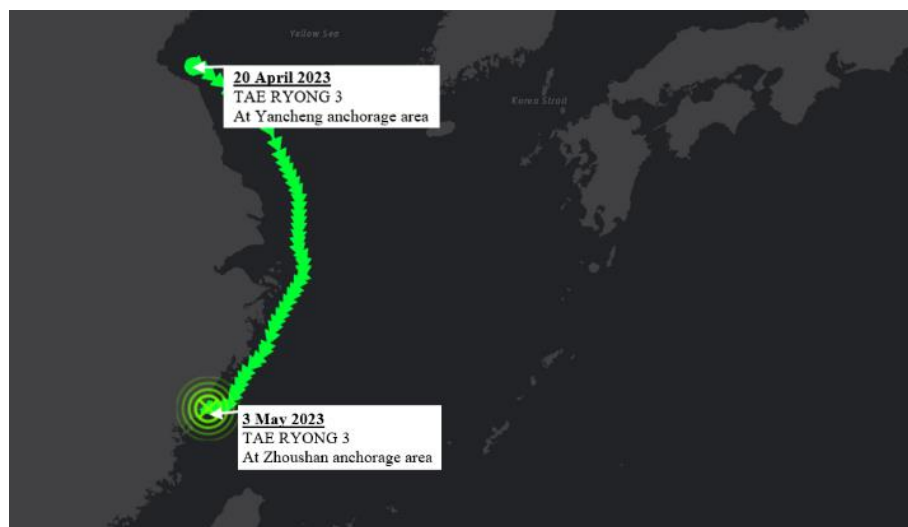 Yellow Sea
20 April 2023
TAE RYONG 3
At Yancheng anchorage area
Korea Strait
3 May 2023
TAE RYONG 3
At Zhoushan anchorage area